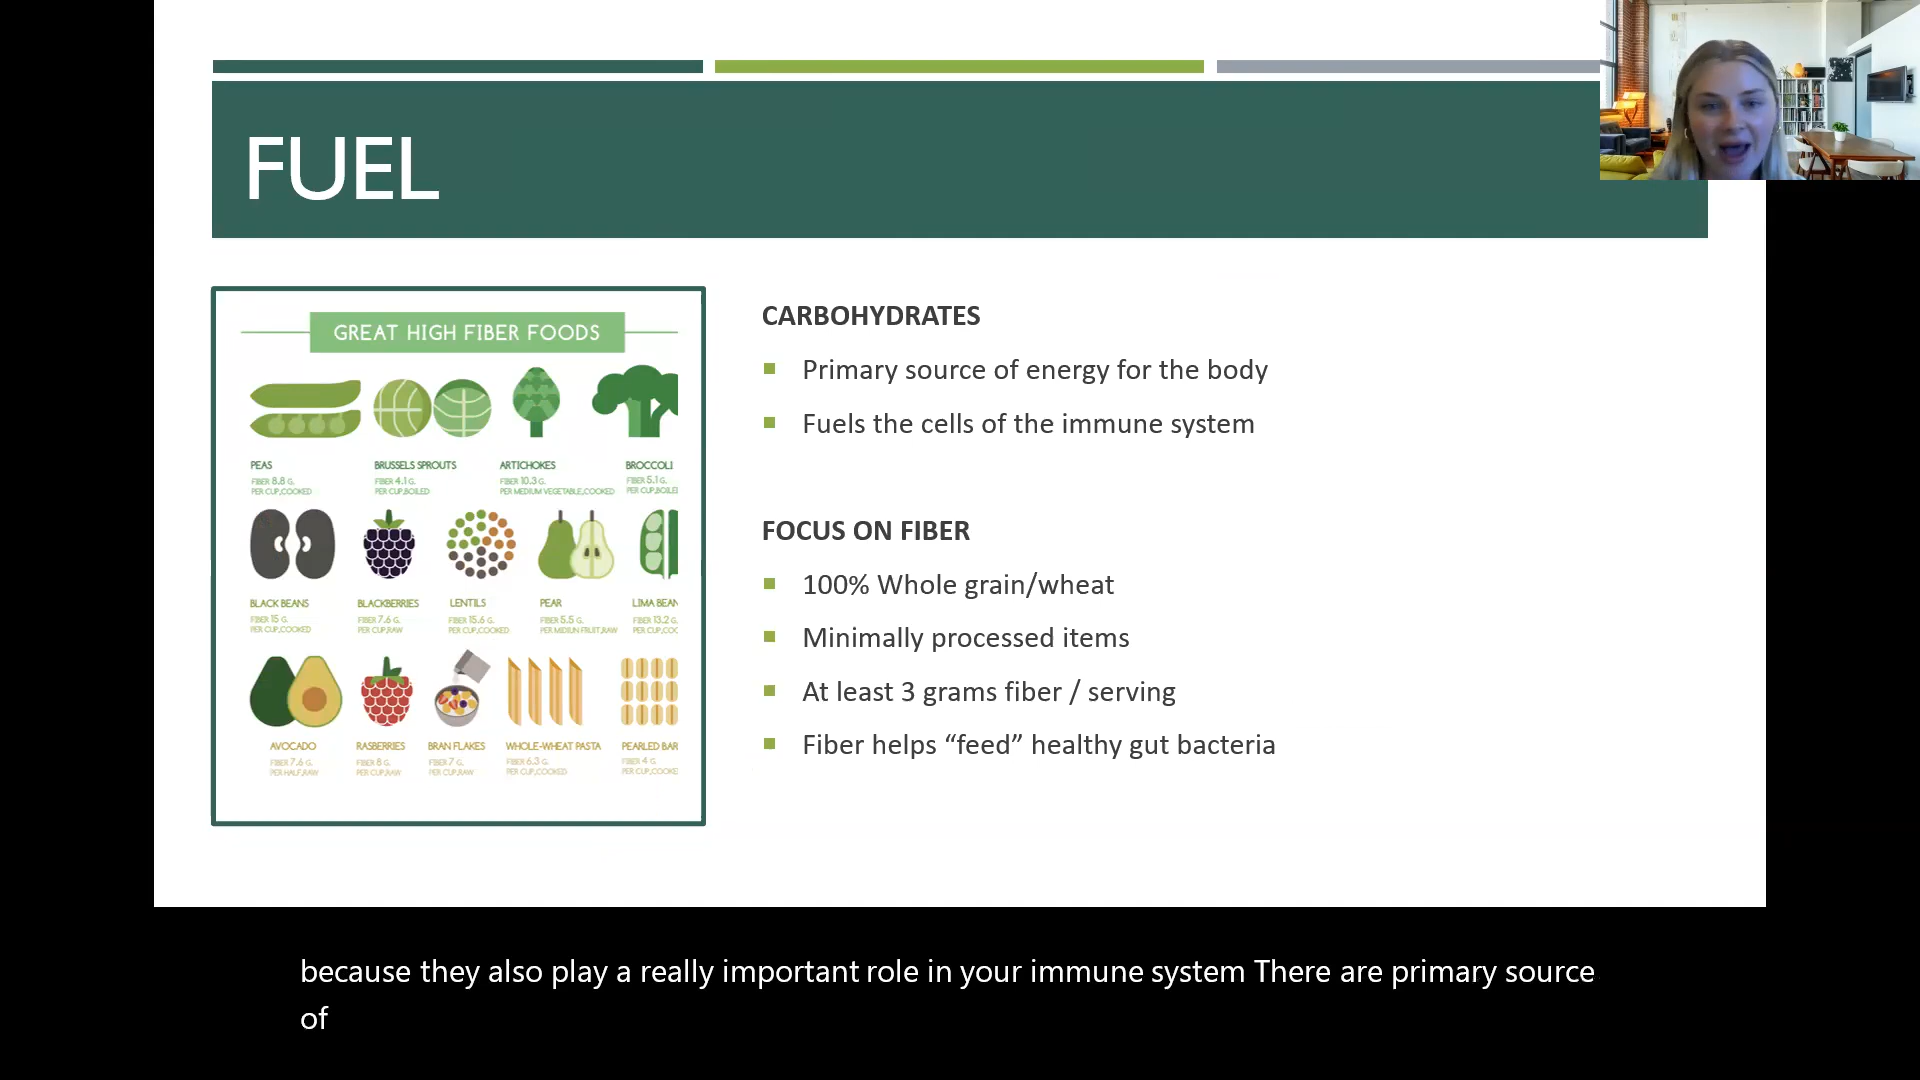 FUEL
GREAT HIGH FIBER FOODS
PEAS
FIBER 8.8 G.
PER CUP,COOKED
BRUSSELS SPROUTS
FIBER 4.1 G.
PER CUP,BOILED
ARTICHOKES
FIBER 10.3 G.
PER MEDIUM VEGETABLE,COOKED
BROCCOLI
FIBER 5.1 G.
PER CUP,BOILE
BLACK BEANS
FIBER 15 G.
PER CUP,COOKED
BLACKBERRIES
FIBER 7.6 G.
PER CUP,RAW
LENTILS
FIBER 15.6 G.
PER CUP,COOKED
PEAR
FIBER 5.5 G.
PER MEDIUN FRUIT,RAW
LIMA BEAN
FIBER 13.2 G.
PER CUP,COC
AVOCADO
FIBER 7.6 G.
PER HALF,RAW
RASBERRIES
FIBER 8 G.
PER CUP,RAW
BRAN FLAKES
FIBER 7 G.
PER CUP,RAW
WHOLE-WHEAT PASTA
FIBER 6.3 G.
PER CUP,COOKED
PEARLED BAR
FIBER 4 G.
PER CUP,COOKE
CARBOHYDRATES
Primary source of energy for the body
Fuels the cells of the immune system
FOCUS ON FIBER
100% Whole grain/wheat
Minimally processed items
At least 3 grams fiber / serving
Fiber helps “feed” healthy gut bacteria
because they also play a really important role in your immune system There are primary source
of